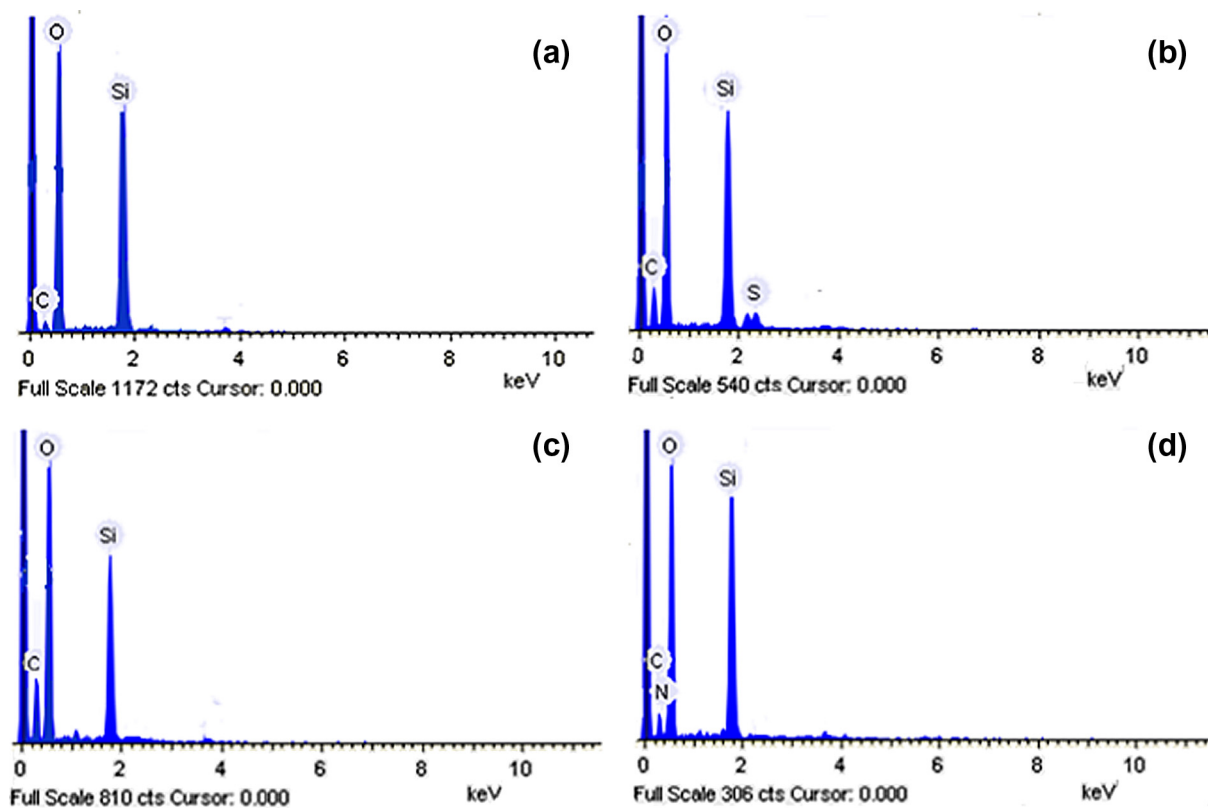 (a)
O
Si
C
0 2 4 6 8 10
keV
Full Scale 1172 cts Cursor: 0.000
(b)
O
Si
C
S
0 2 4 6 8 10
keV
Full Scale 540 cts Cursor: 0.000
(c)
O
Si
C
0 2 4 6 8 10
keV
Full Scale 810 cts Cursor: 0.000
(d)
O
Si
C
N
0 2 4 6 8 10
keV
Full Scale 306 cts Cursor: 0.000